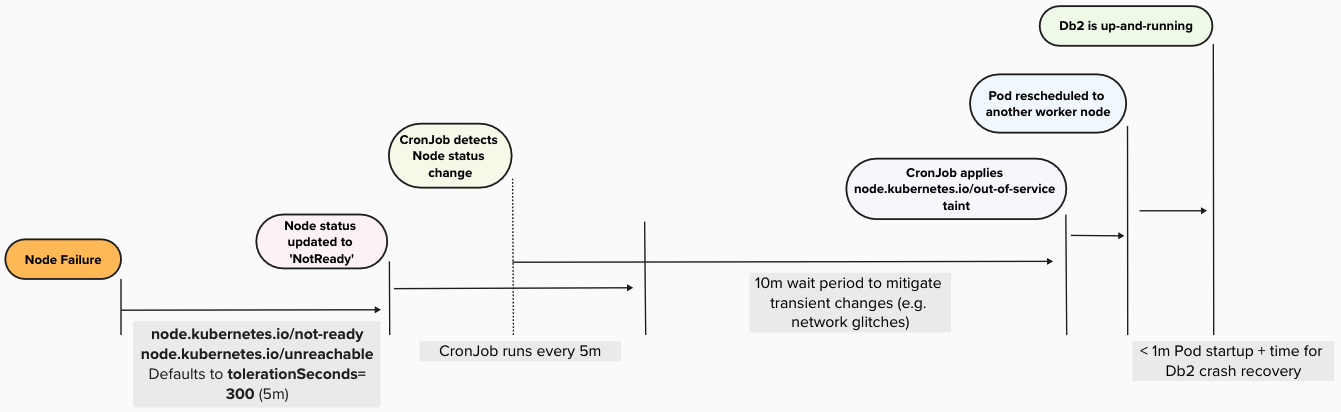 Db2 is up-and-running
Pod rescheduled to
another worker node
CronJob detects
Node status
change
CronJob applies
node.kubernetes.io/out-of-service
taint
Node status
updated to
'NotReady'
Node Failure
10m wait period to mitigate
transient changes (e.g.
network glitches)
node.kubernetes.io/not-ready
node.kubernetes.io/unreachable
Defaults to tolerationSeconds=
300 (5m)
CronJob runs every 5m
< 1m Pod startup + time for
Db2 crash recovery